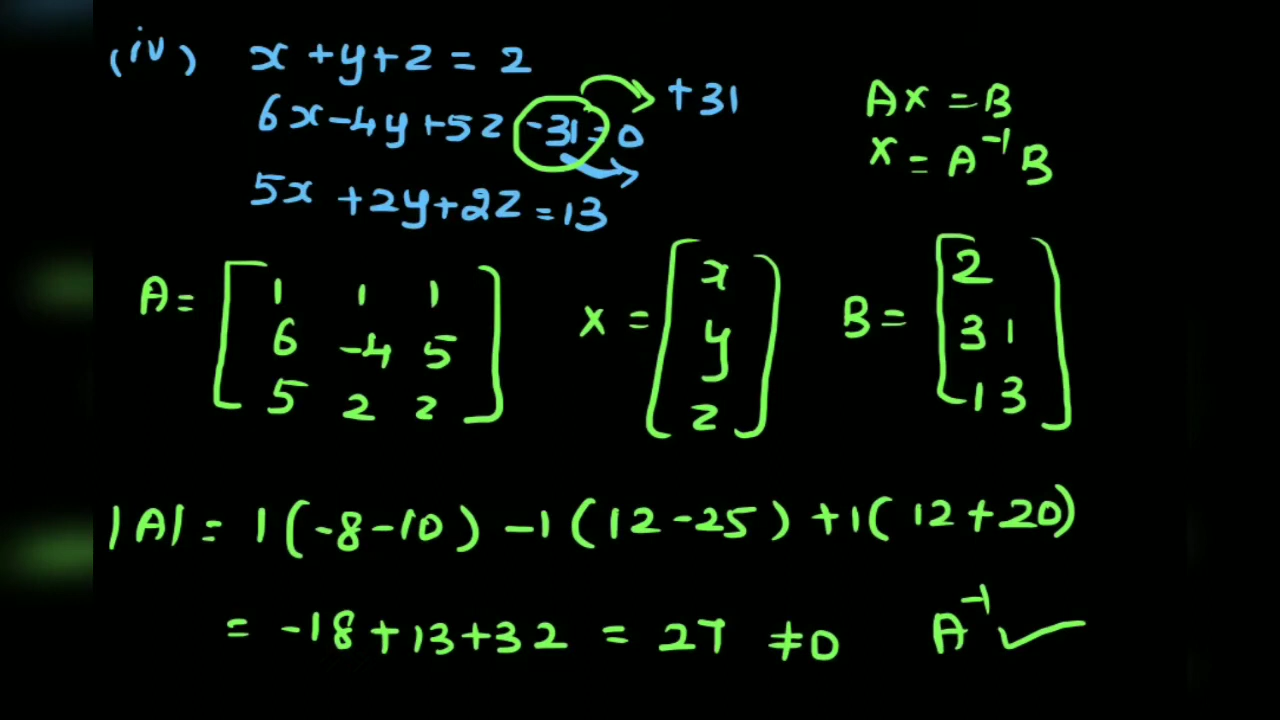 (iv) x + y + z = 2
6x - 4y + 5z - 31 = 0 +31
5x + 2y + 2z = 13
AX = B
X = A⁻¹ B
A = [ 1 1 1
6 -4 5
5 2 2 ]
X = [ x
y
z ]
B = [ 2
31
13 ]
|A| = 1(-8-10) -1(12-25) +1(12+20)
= -18+13+32 = 27 ≠0 A⁻¹ ✓